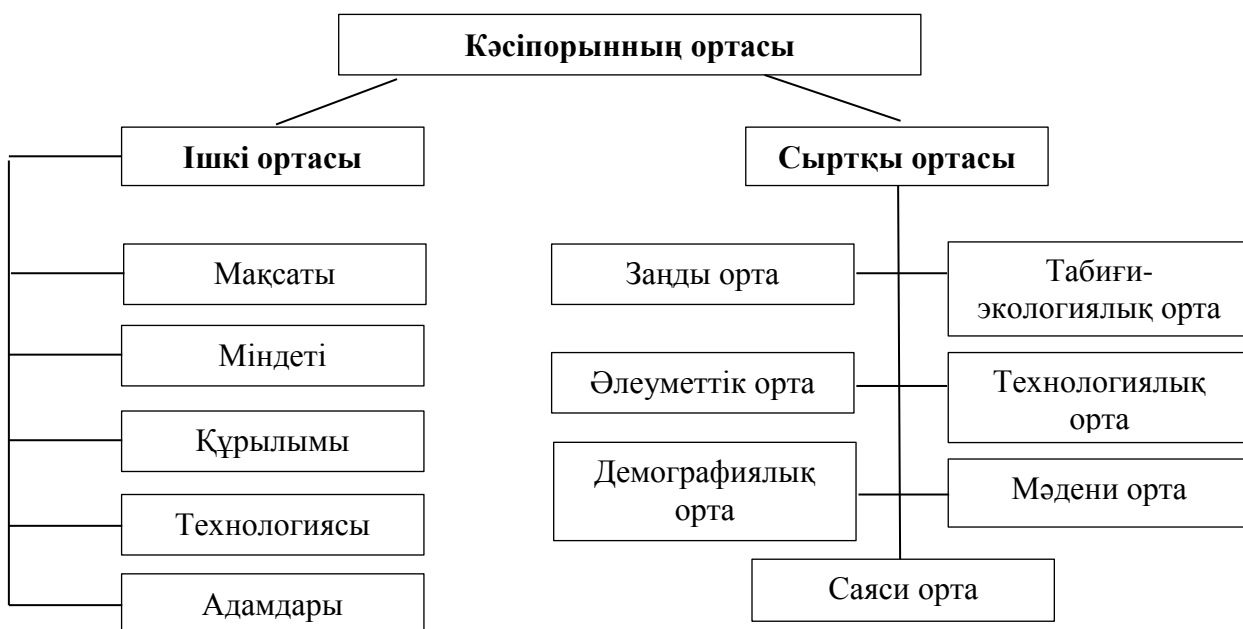 Кәсіпорынның ортасы
Ішкі ортасы
Сыртқы ортасы
Мақсаты
Міндеті
Құрылымы
Технологиясы
Адамдары
Заңды орта
Табиғи-
экологиялық орта
Әлеуметтік орта
Технологиялық
орта
Демографиялық
орта
Мәдени орта
Саяси орта